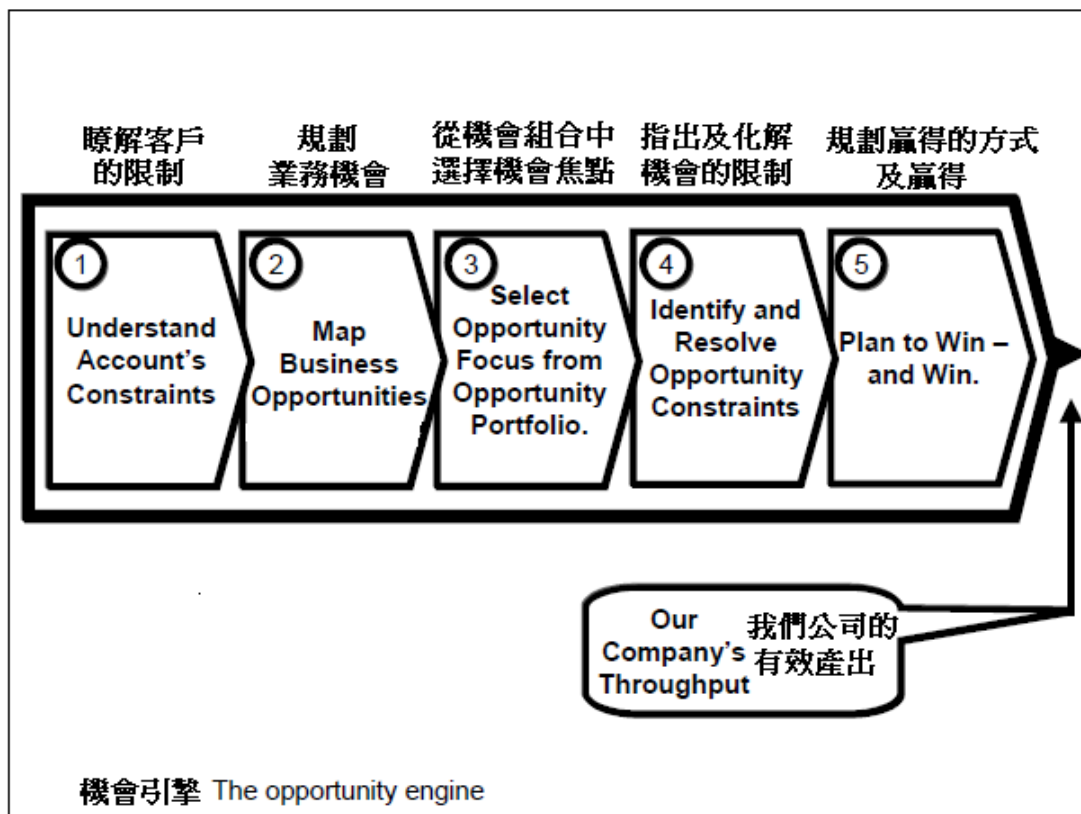 瞭解客戶
的限制
規劃
業務機會
從機會組合中
選擇機會焦點
指出及化解
機會的限制
規劃贏得的方式
及贏得
1
Understand
Account's
Constraints
2
Map
Business
Opportunities
3
Select
Opportunity
Focus from
Opportunity
Portfolio.
4
Identify and
Resolve
Opportunity
Constraints
5
Plan to Win –
and Win.
Our
Company's
Throughput
我們公司的
有效產出
機會引擎 The opportunity engine